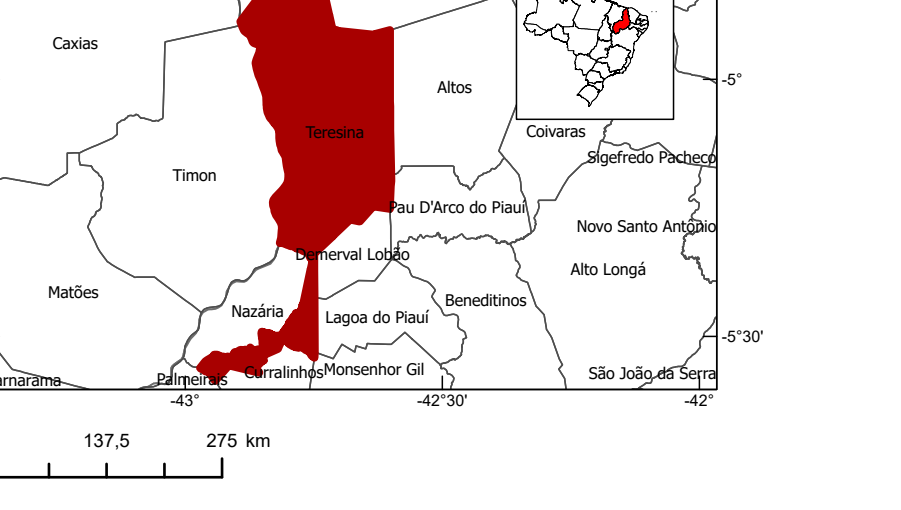 Caxias
-5°
Altos
Coivaras
Teresina
Sigefredo Pacheco
Timon
Pau D'Arco do Piauí
Novo Santo Antônio
Demerval Lobão
Alto Longá
Matões
Beneditinos
Nazária
Lagoa do Piauí
-5°30'
Curralinhos
Monsenhor Gil
São João da Serra
arnarama
Palmeirais
-43°
-42°30'
-42°
137,5
275 km